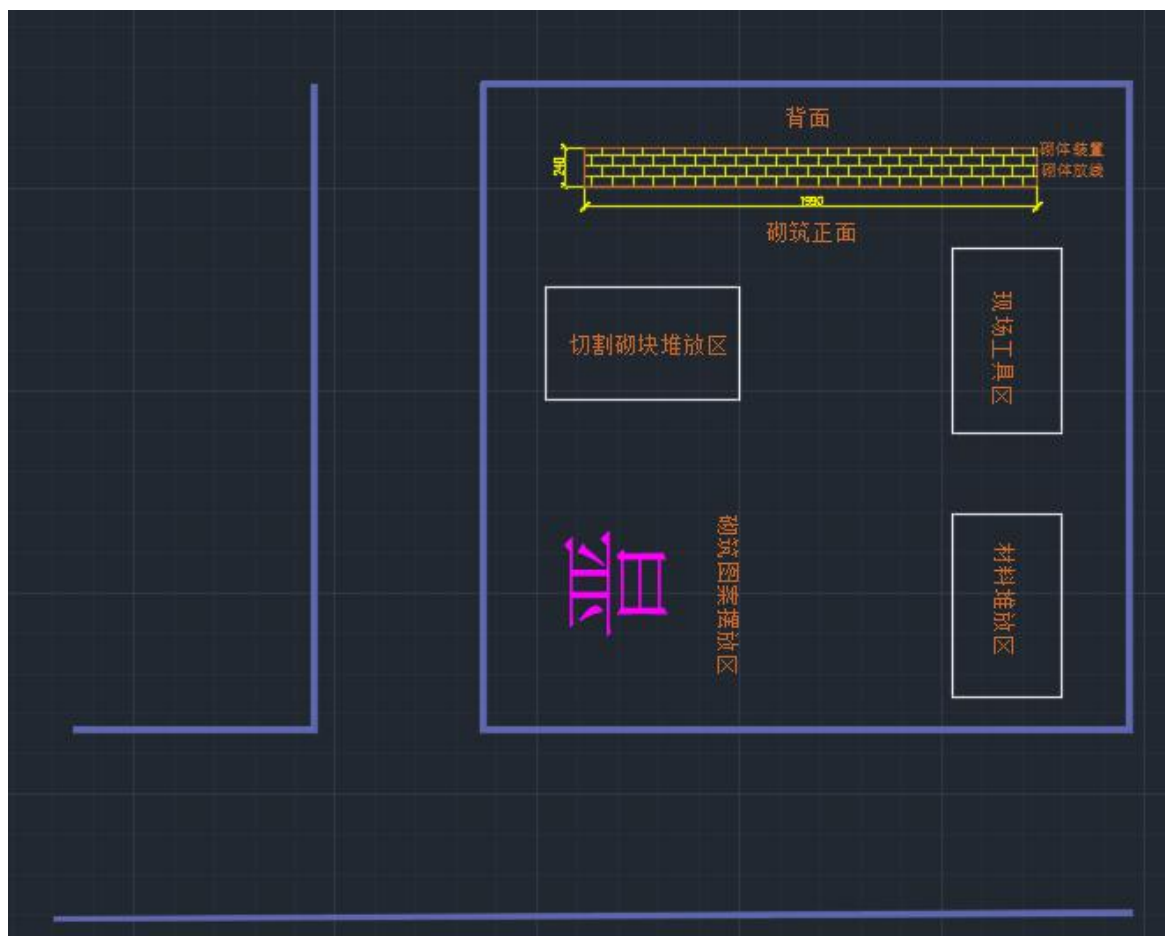 背面
240
砌体装置
砌体放线
1990
砌筑正面
切割砌块堆放区
现场工具区
砌筑图案摆放区
晋
材料堆放区